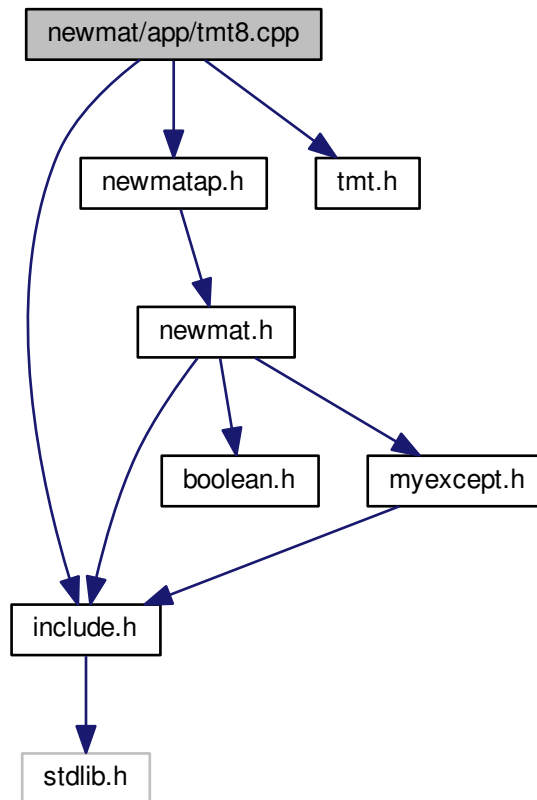 newmat/app/tmt8.cpp
newmatap.h
tmt.h
newmat.h
boolean.h
myexcept.h
include.h
stdlib.h